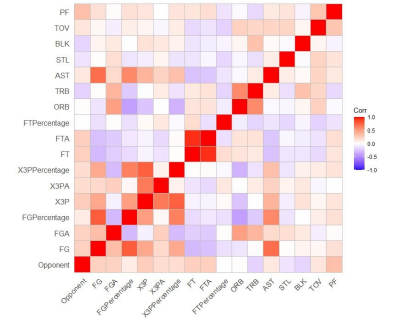 PF
TOV
BLK
STL
AST
TRB
ORB
FTPercentage
FTA
FT
X3PPercentage
X3PA
X3P
FGPercentage
FGA
FG
Opponent
Corr
1.0
0.5
0.0
-0.5
-1.0
Opponent
FG
FGA
FGPercentage
X3P
X3PA
X3PPercentage
FT
FTA
FTPercentage
ORB
TRB
AST
STL
BLK
TOV
PF